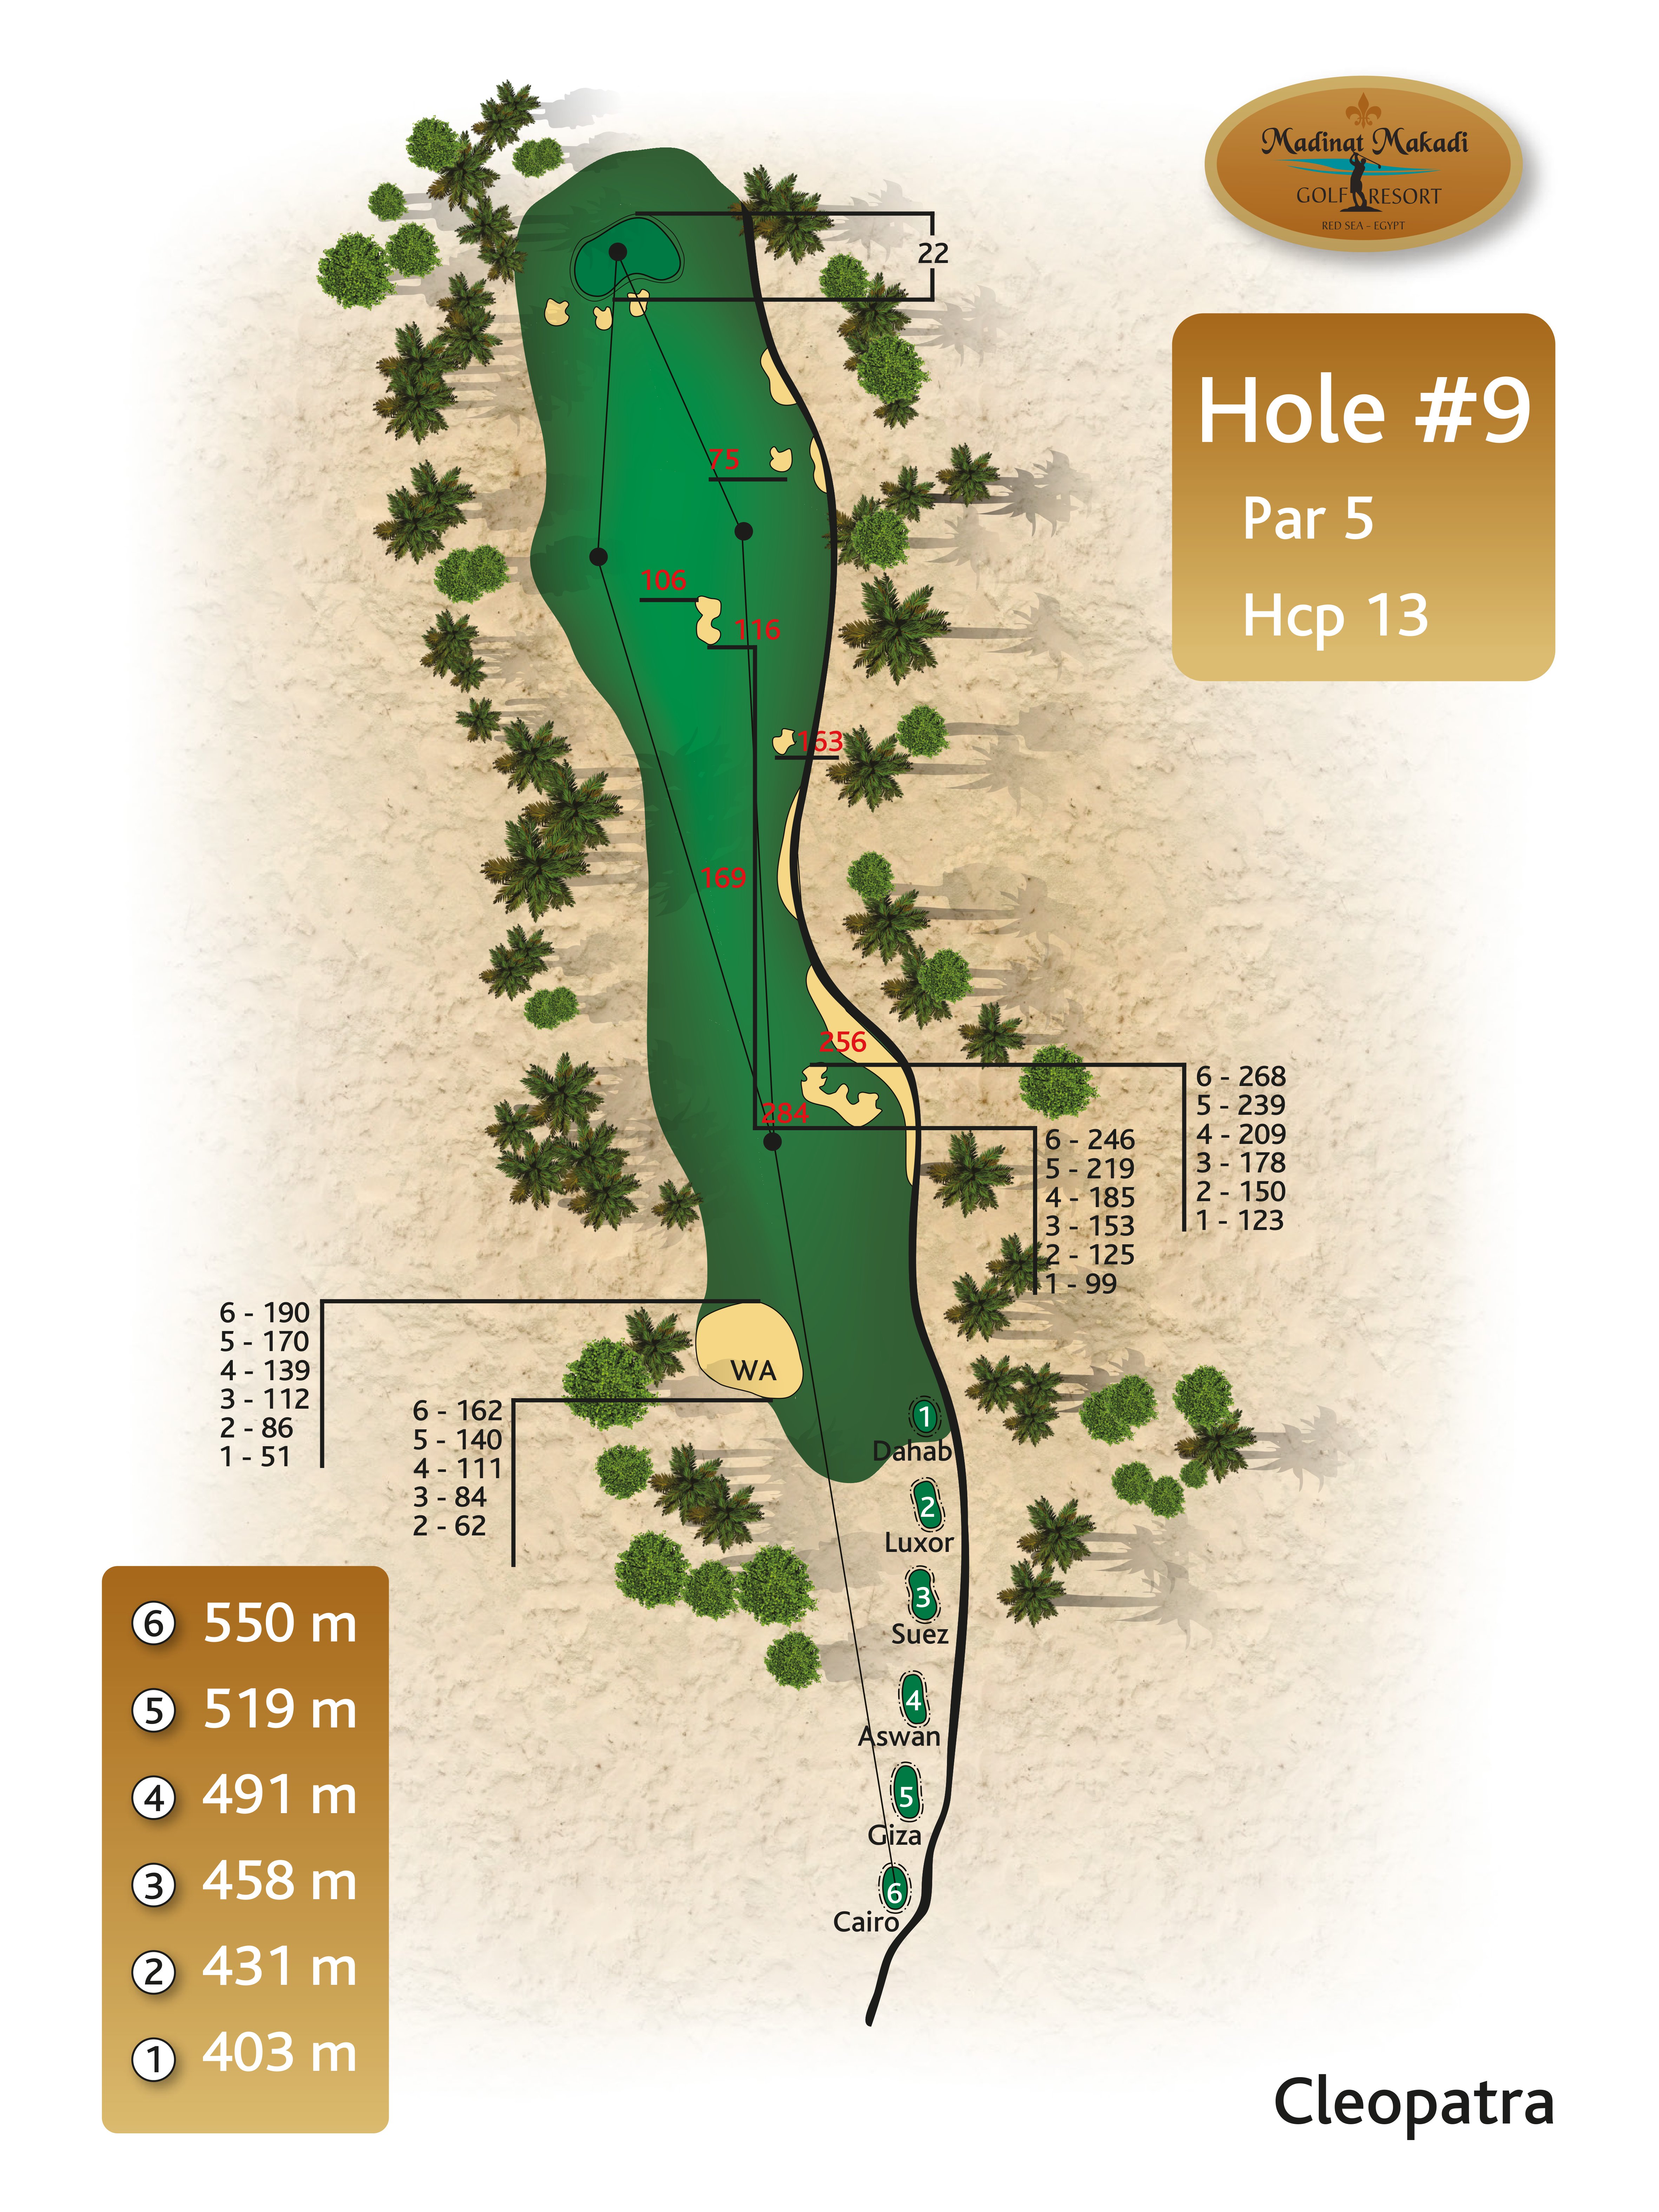 Madinat Makadi
GOLF RESORT
RED SEA - EGYPT
22
Hole #9
Par 5
Hcp 13
75
106
116
163
169
256
284
6 - 268
5 - 239
4 - 209
3 - 178
2 - 150
1 - 123
6 - 246
5 - 219
4 - 185
3 - 153
2 - 125
1 - 99
6 - 190
5 - 170
4 - 139
3 - 112
2 - 86
1 - 51
WA
6 - 162
5 - 140
4 - 111
3 - 84
2 - 62
1
Dahab
2
Luxor
3
Suez
4
Aswan
5
Giza
6
Cairo
6 550 m
5 519 m
4 491 m
3 458 m
2 431 m
1 403 m
Cleopatra